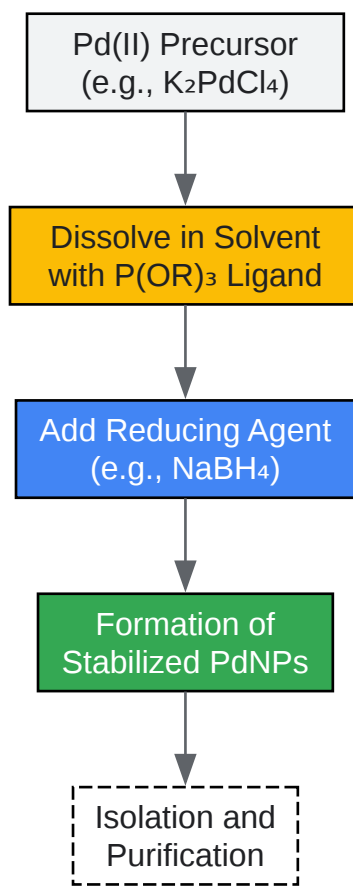 Pd(II) Precursor
(e.g., K₂PdCl₄)
Dissolve in Solvent
with P(OR)₃ Ligand
Add Reducing Agent
(e.g., NaBH₄)
Formation of
Stabilized PdNPs
Isolation and
Purification